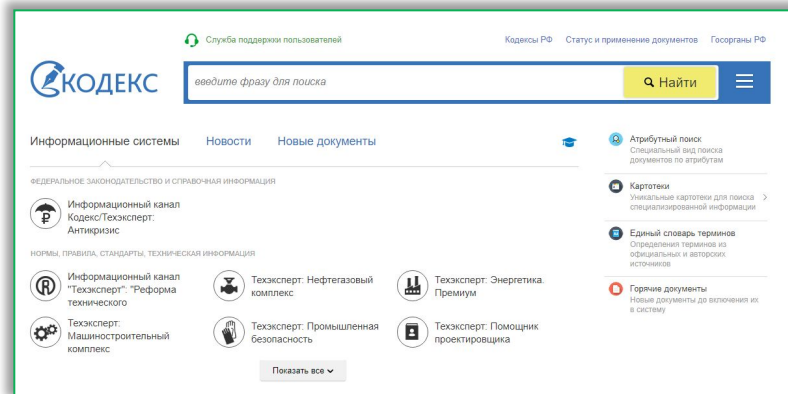 Служба поддержки пользователей
Кодексы РФ Статус и применение документов Госорганы РФ
КОДЕКС
введите фразу для поиска
Найти
Информационные системы Новости Новые документы
ФЕДЕРАЛЬНОЕ ЗАКОНОДАТЕЛЬСТВО И СПРАВОЧНАЯ ИНФОРМАЦИЯ
Информационный канал
Кодекс/Техэксперт:
Антикризис
НОРМЫ, ПРАВИЛА, СТАНДАРТЫ, ТЕХНИЧЕСКАЯ ИНФОРМАЦИЯ
Информационный канал
"Техэксперт": "Реформа
технического
Техэксперт: Нефтегазовый
комплекс
Техэксперт: Энергетика.
Премиум
Техэксперт:
Машиностроительный
комплекс
Техэксперт: Промышленная
безопасность
Техэксперт: Помощник
проектировщика
Показать все
Атрибутный поиск
Специальный вид поиска
документов по атрибутам
Картотеки
Уникальные картотеки для поиска
специализированной информации
Единый словарь терминов
Определения терминов из
официальных и авторских
источников
Горячие документы
Новые документы до включения их
в систему